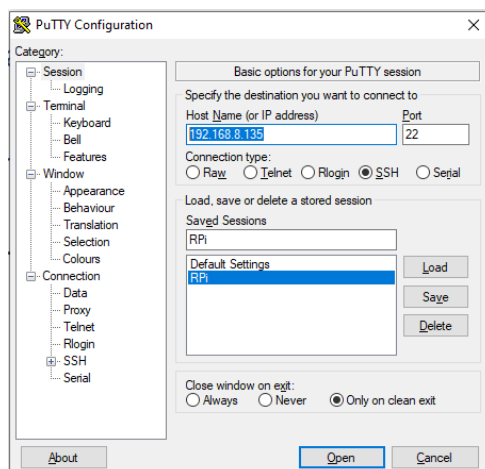 PuTTY Configuration
Category:
Session
Logging
Terminal
Keyboard
Bell
Features
Window
Appearance
Behaviour
Translation
Selection
Colours
Connection
Data
Proxy
Telnet
Rlogin
SSH
Serial
Basic options for your PuTTY session
Specify the destination you want to connect to
Host Name (or IP address) Port
192.168.8.135 22
Connection type:
Raw Telnet Rlogin SSH Serial
Load, save or delete a stored session
Saved Sessions
RPi
Default Settings
RPi
Load
Save
Delete
Close window on exit:
Always Never Only on clean exit
About Open Cancel